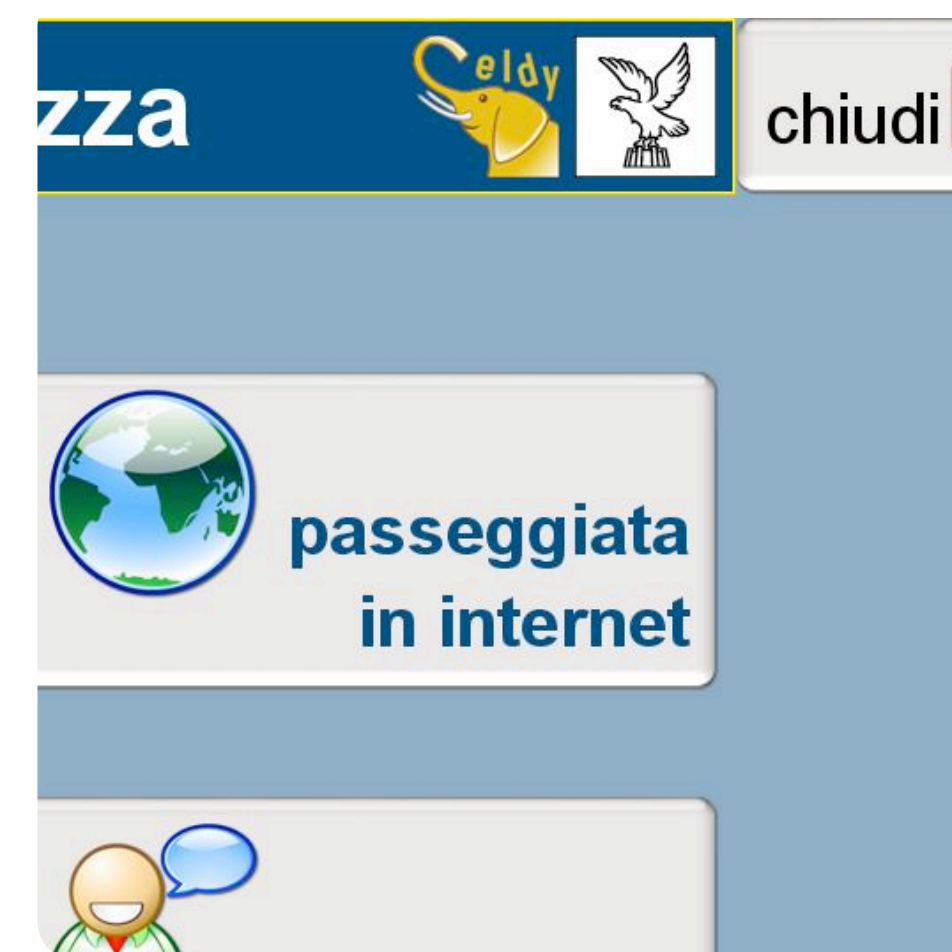 zza
eldy
chiudi
passeggiata
in internet